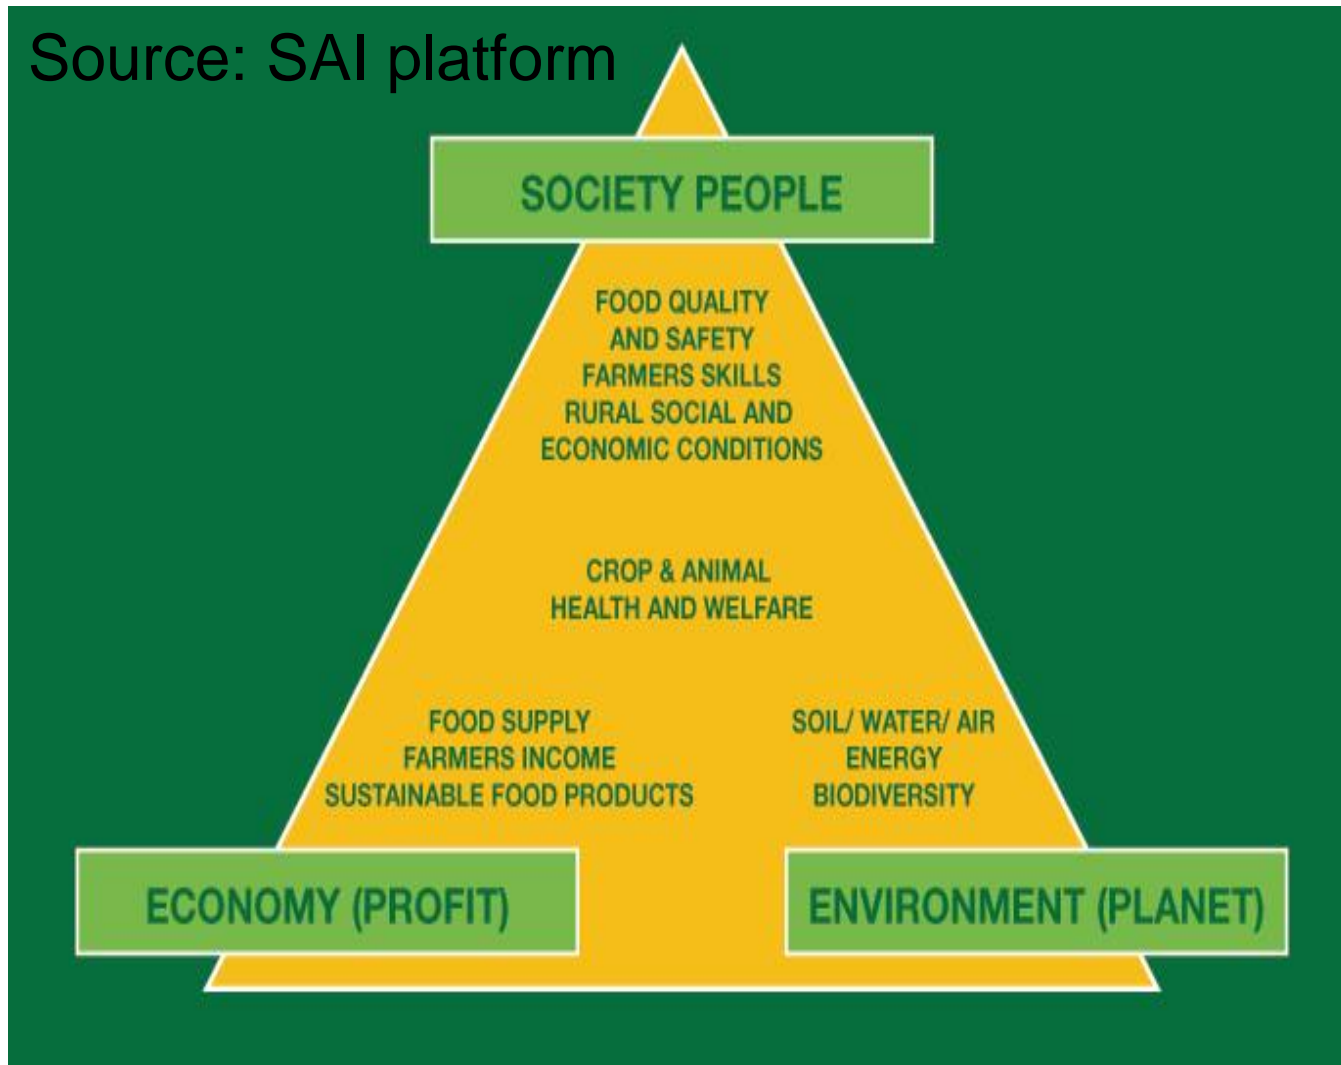 Source: SAI platform
SOCIETY PEOPLE
FOOD QUALITY
AND SAFETY
FARMERS SKILLS
RURAL SOCIAL AND
ECONOMIC CONDITIONS
CROP & ANIMAL
HEALTH AND WELFARE
FOOD SUPPLY
FARMERS INCOME
SUSTAINABLE FOOD PRODUCTS
SOIL/ WATER/ AIR
ENERGY
BIODIVERSITY
ECONOMY (PROFIT)
ENVIRONMENT (PLANET)